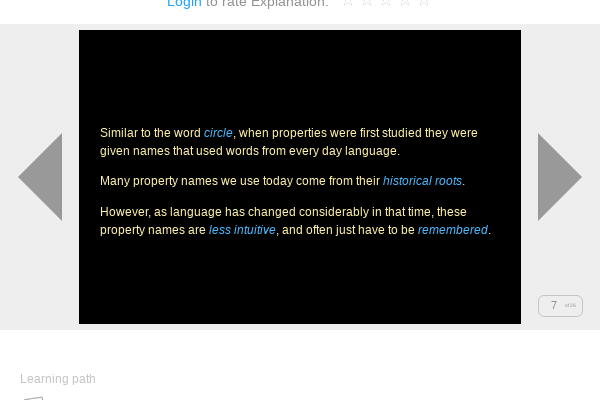 Login to rate Explanation:
Similar to the word circle, when properties were first studied they were
given names that used words from every day language.
Many property names we use today come from their historical roots.
However, as language has changed considerably in that time, these
property names are less intuitive, and often just have to be remembered.
7
Learning path